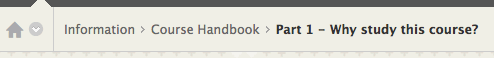 Information > Course Handbook > Part 1 – Why study this course?